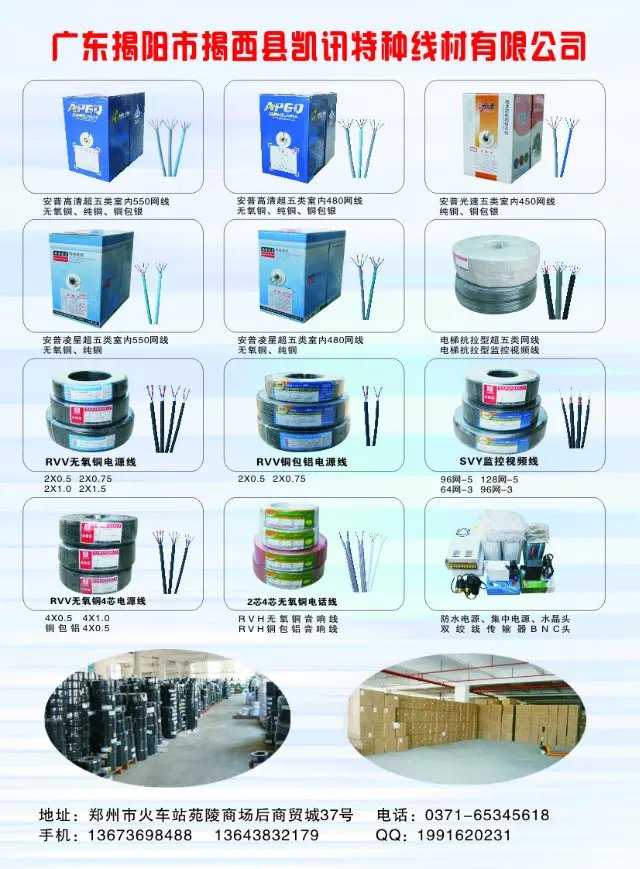 广东揭阳市揭西县凯讯特种线材有限公司
APGQ
APGQ
安普高清超五类室内550网线
无氧铜、纯铜、铜包银
安普高清超五类室内480网线
无氧铜、纯铜、铜包银
安普光速五类室内450网线
纯铜、铜包银
安普凌星超五类室内550网线
无氧铜、纯铜
安普凌星超五类室内480网线
无氧铜、纯铜
电梯抗拉型超五类网线
电梯抗拉型监控视频线
RVV无氧铜电源线
2X0.5 2X0.75
2X1.0 2X1.5
RVV铜包铝电源线
2X0.5 2X0.75
SVY监控视频线
96网-5 128网-5
64网-3 96网-3
RVV无氧铜4芯电源线
4X0.5 4X1.0
铜包铝4X0.5
2芯4芯无氧铜电话线
RVH无氧铜音响线
RVH铜包铝音响线
防水电源、集中电源、水晶头
双绞线传输器BNC头
地址：郑州市火车站苑陵商场后商贸城37号 电话：0371-65345618
手机：13673698488 13643832179 QQ：1991620231